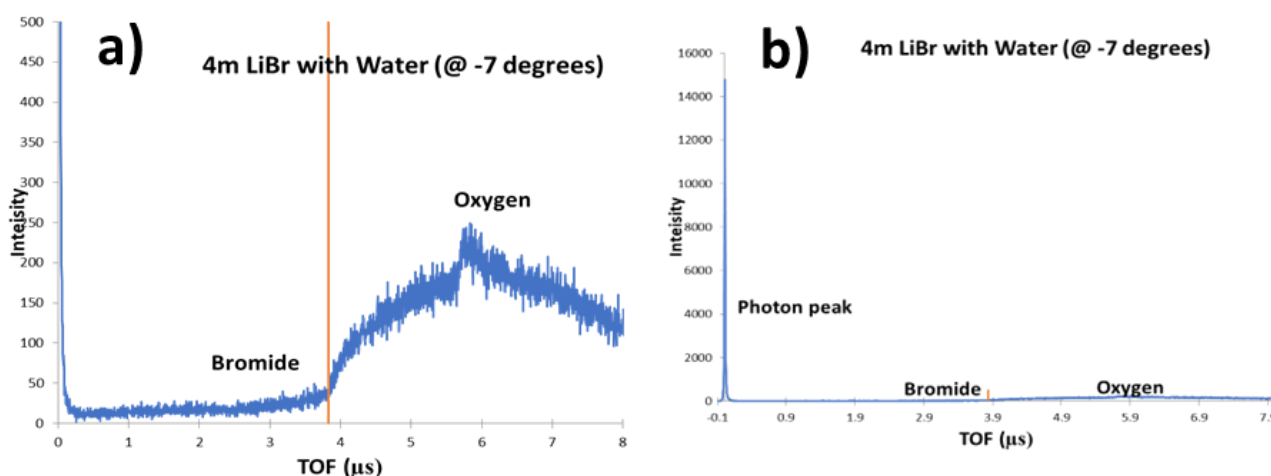 a)
4m LiBr with Water (@ -7 degrees)
500
450
400
350
300
250
200
150
100
50
0
Inteisity
Oxygen
Bromide
0 1 2 3 4 5 6 7 8
TOF (µs)
b)
4m LiBr with Water (@ -7 degrees)
16000
14000
12000
10000
8000
6000
4000
2000
0
Inteisity
Photon peak
Bromide
Oxygen
-0.1 0.9 1.9 2.9 3.9 4.9 5.9 6.9 7.9
TOF (µs)